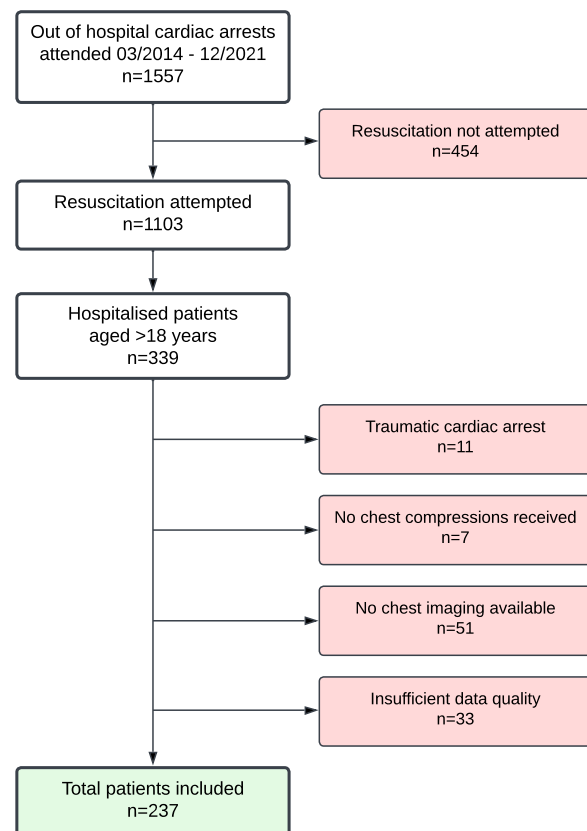 Out of hospital cardiac arrests
attended 03/2014 - 12/2021
n=1557
Resuscitation not attempted
n=454
Resuscitation attempted
n=1103
Hospitalised patients
aged >18 years
n=339
Traumatic cardiac arrest
n=11
No chest compressions received
n=7
No chest imaging available
n=51
Insufficient data quality
n=33
Total patients included
n=237